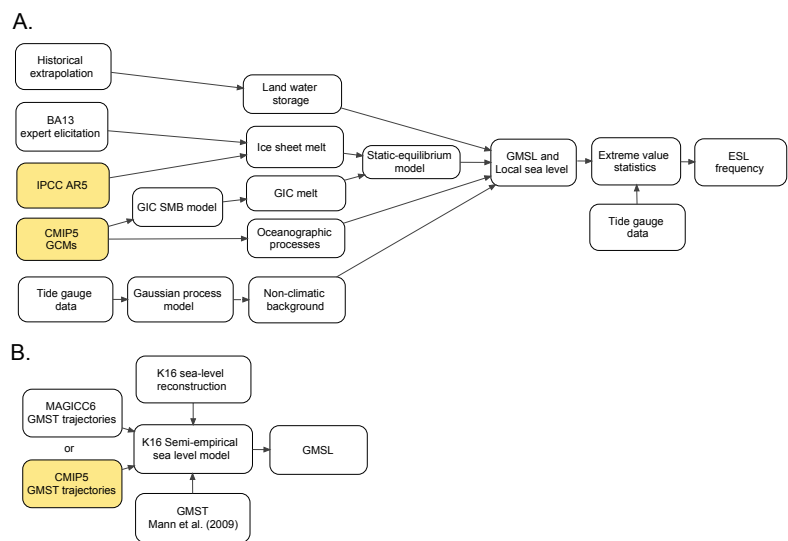 A.
Historical
extrapolation
Land water
storage
BA13
expert elicitation
Ice sheet melt
Static-equilibrium
model
GMSL and
Local sea level
Extreme value
statistics
ESL
frequency
IPCC AR5
GIC SMB model
GIC melt
CMIP5
GCMs
Oceanographic
processes
Tide gauge
data
Tide gauge
data
Gaussian process
model
Non-climatic
background
B.
K16 sea-level
reconstruction
MAGICC6
GMST trajectories
or
K16 Semi-empirical
sea level model
GMSL
CMIP5
GMST trajectories
GMST
Mann et al. (2009)